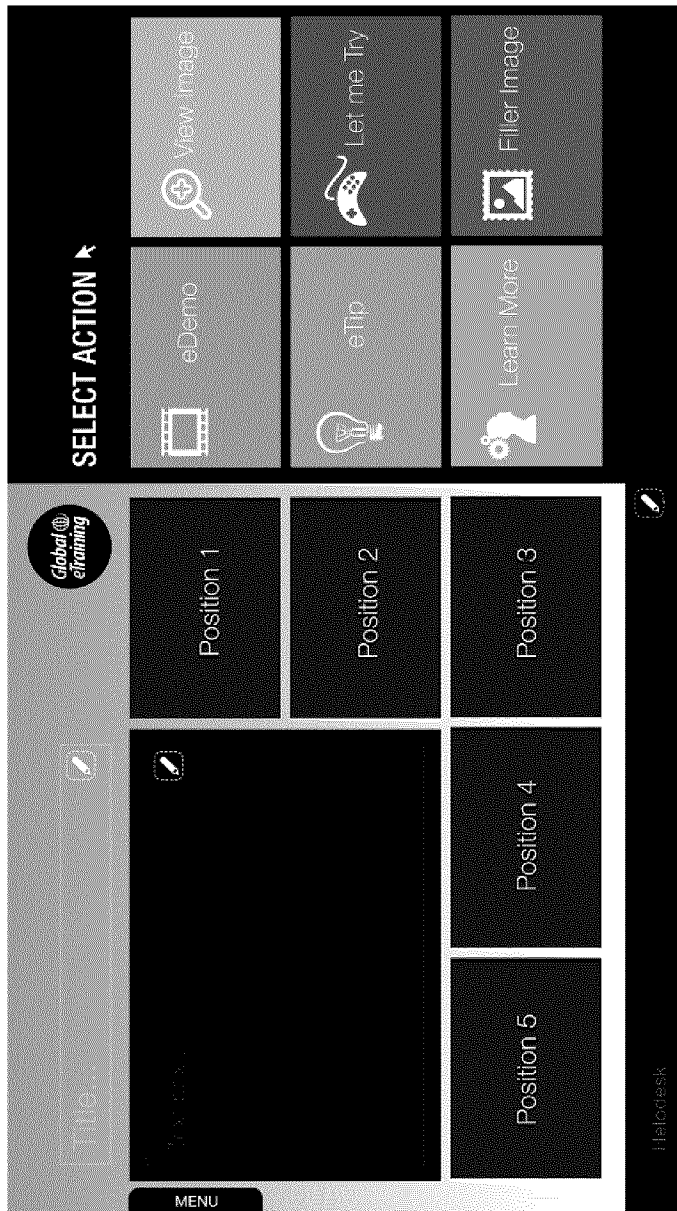 Title...
Global
eTraining
SELECT ACTION
MENU
Position 1
eDemo
View Image
Position 2
eTip
Let me Try
Position 5
Position 4
Position 3
Learn More
Filler Image
Helpdesk